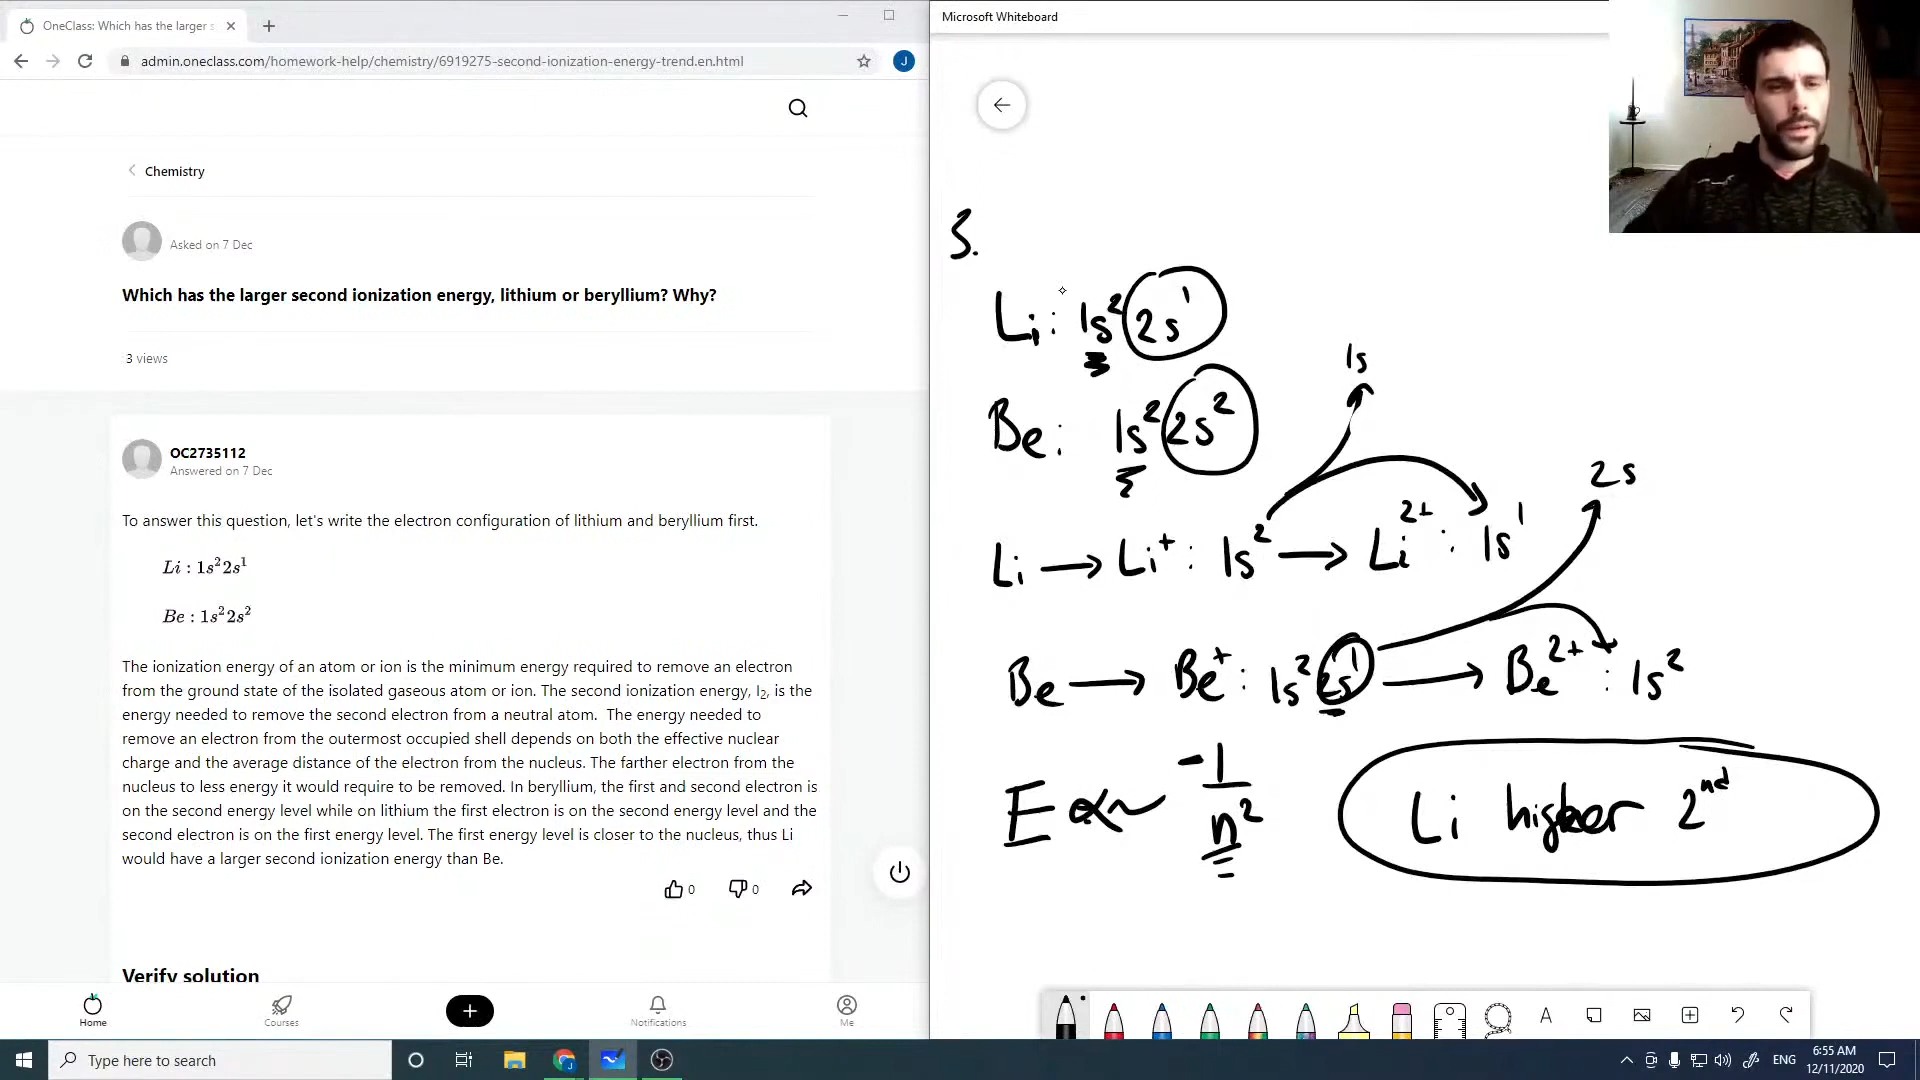 OneClass: Which has the larger s
Microsoft Whiteboard
admin.oneclass.com/homework-help/chemistry/6919275-second-ionization-energy-trend.en.html
J
Chemistry
Asked on 7 Dec
Which has the larger second ionization energy, lithium or beryllium? Why?
3 views
OC2735112
Answered on 7 Dec
To answer this question, let's write the electron configuration of lithium and beryllium first.
Li : 1s²2s¹
Be : 1s²2s²
The ionization energy of an atom or ion is the minimum energy required to remove an electron
from the ground state of the isolated gaseous atom or ion. The second ionization energy, I₂, is the
energy needed to remove the second electron from a neutral atom. The energy needed to
remove an electron from the outermost occupied shell depends on both the effective nuclear
charge and the average distance of the electron from the nucleus. The farther electron from the
nucleus to less energy it would require to be removed. In beryllium, the first and second electron is
on the second energy level while on lithium the first electron is on the second energy level and the
second electron is on the first energy level. The first energy level is closer to the nucleus, thus Li
would have a larger second ionization energy than Be.
0
0
Verify solution
Home
Courses
Notifications
Me
3.
Li: 1s² 2s¹
1s
Be: 1s² 2s²
2s
Li → Li⁺: 1s² → Li²⁺: 1s¹
Be → Be⁺: 1s² 2s¹ → Be²⁺: 1s²
E ∝ -1/n²
Li higher 2nd
A
Type here to search
ENG
6:55 AM
12/11/2020